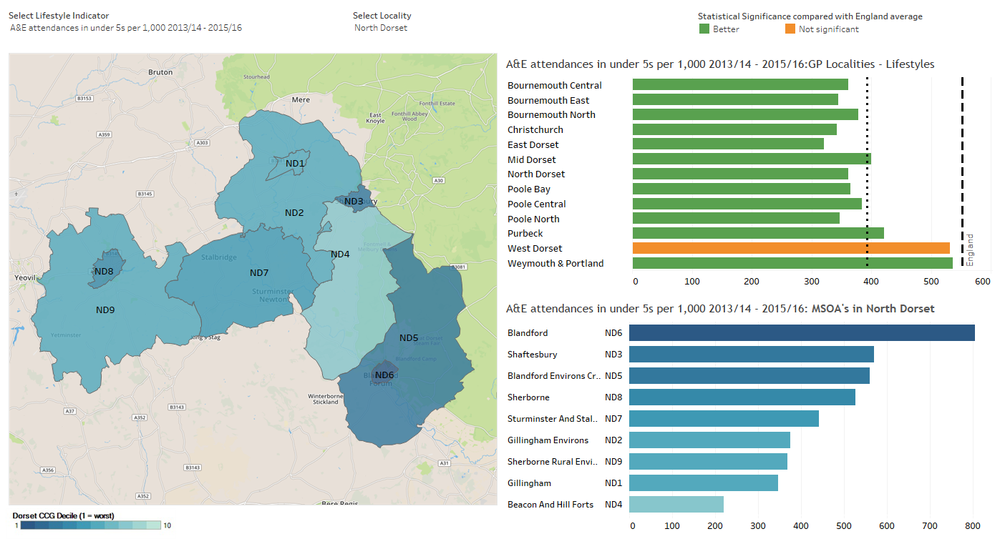 Select Lifestyle Indicator
A&E attendances in under 5s per 1,000 2013/14 - 2015/16
Select Locality
North Dorset
Statistical Significance compared with England average
Better
Not significant
Bruton
Stourhead
B3153
Mere
East
Knoyle
Fonthill Estate
Fonthill Abbey
Wood
A359
A303
ND1
A30
B3145
ND3
ND2
ND4
Stalbridge
B3081
ND8
ND7
Yeovil
Sturminster
Newton
ND9
Yetminster
King's Stag
ND5
Blandford Camp
ND6
Forum
Winterborne
Stickland
A37
B3143
A352
A31
A356
B3143
A352
Bere Regis
Dorset CCG Decile (1 = worst)
1
10
A&E attendances in under 5s per 1,000 2013/14 - 2015/16:GP Localities - Lifestyles
Bournemouth Central
Bournemouth East
Bournemouth North
Christchurch
East Dorset
Mid Dorset
North Dorset
Poole Bay
Poole Central
Poole North
Purbeck
West Dorset
Weymouth & Portland
England
0 100 200 300 400 500 600
A&E attendances in under 5s per 1,000 2013/14 - 2015/16: MSOA's in North Dorset
Blandford ND6
Shaftesbury ND3
Blandford Environs Cr.. ND5
Sherborne ND8
Sturminster And Stal.. ND7
Gillingham Environs ND2
Sherborne Rural Envi.. ND9
Gillingham ND1
Beacon And Hill Forts ND4
0 100 200 300 400 500 600 700 800